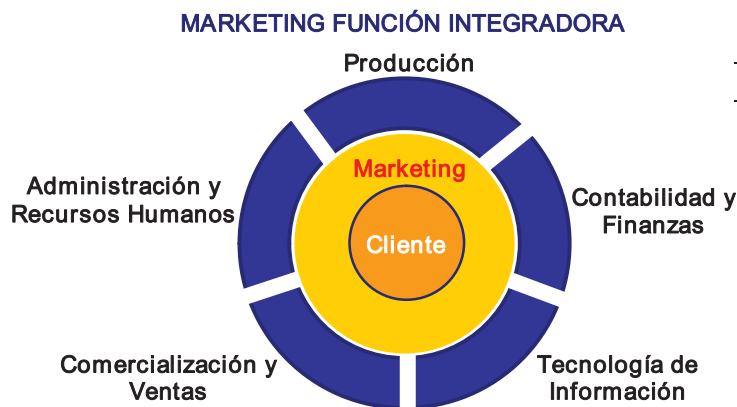 MARKETING FUNCIÓN INTEGRADORA
Producción
Marketing
Administración y
Recursos Humanos
Contabilidad y
Finanzas
Cliente
Comercialización y
Ventas
Tecnología de
Información